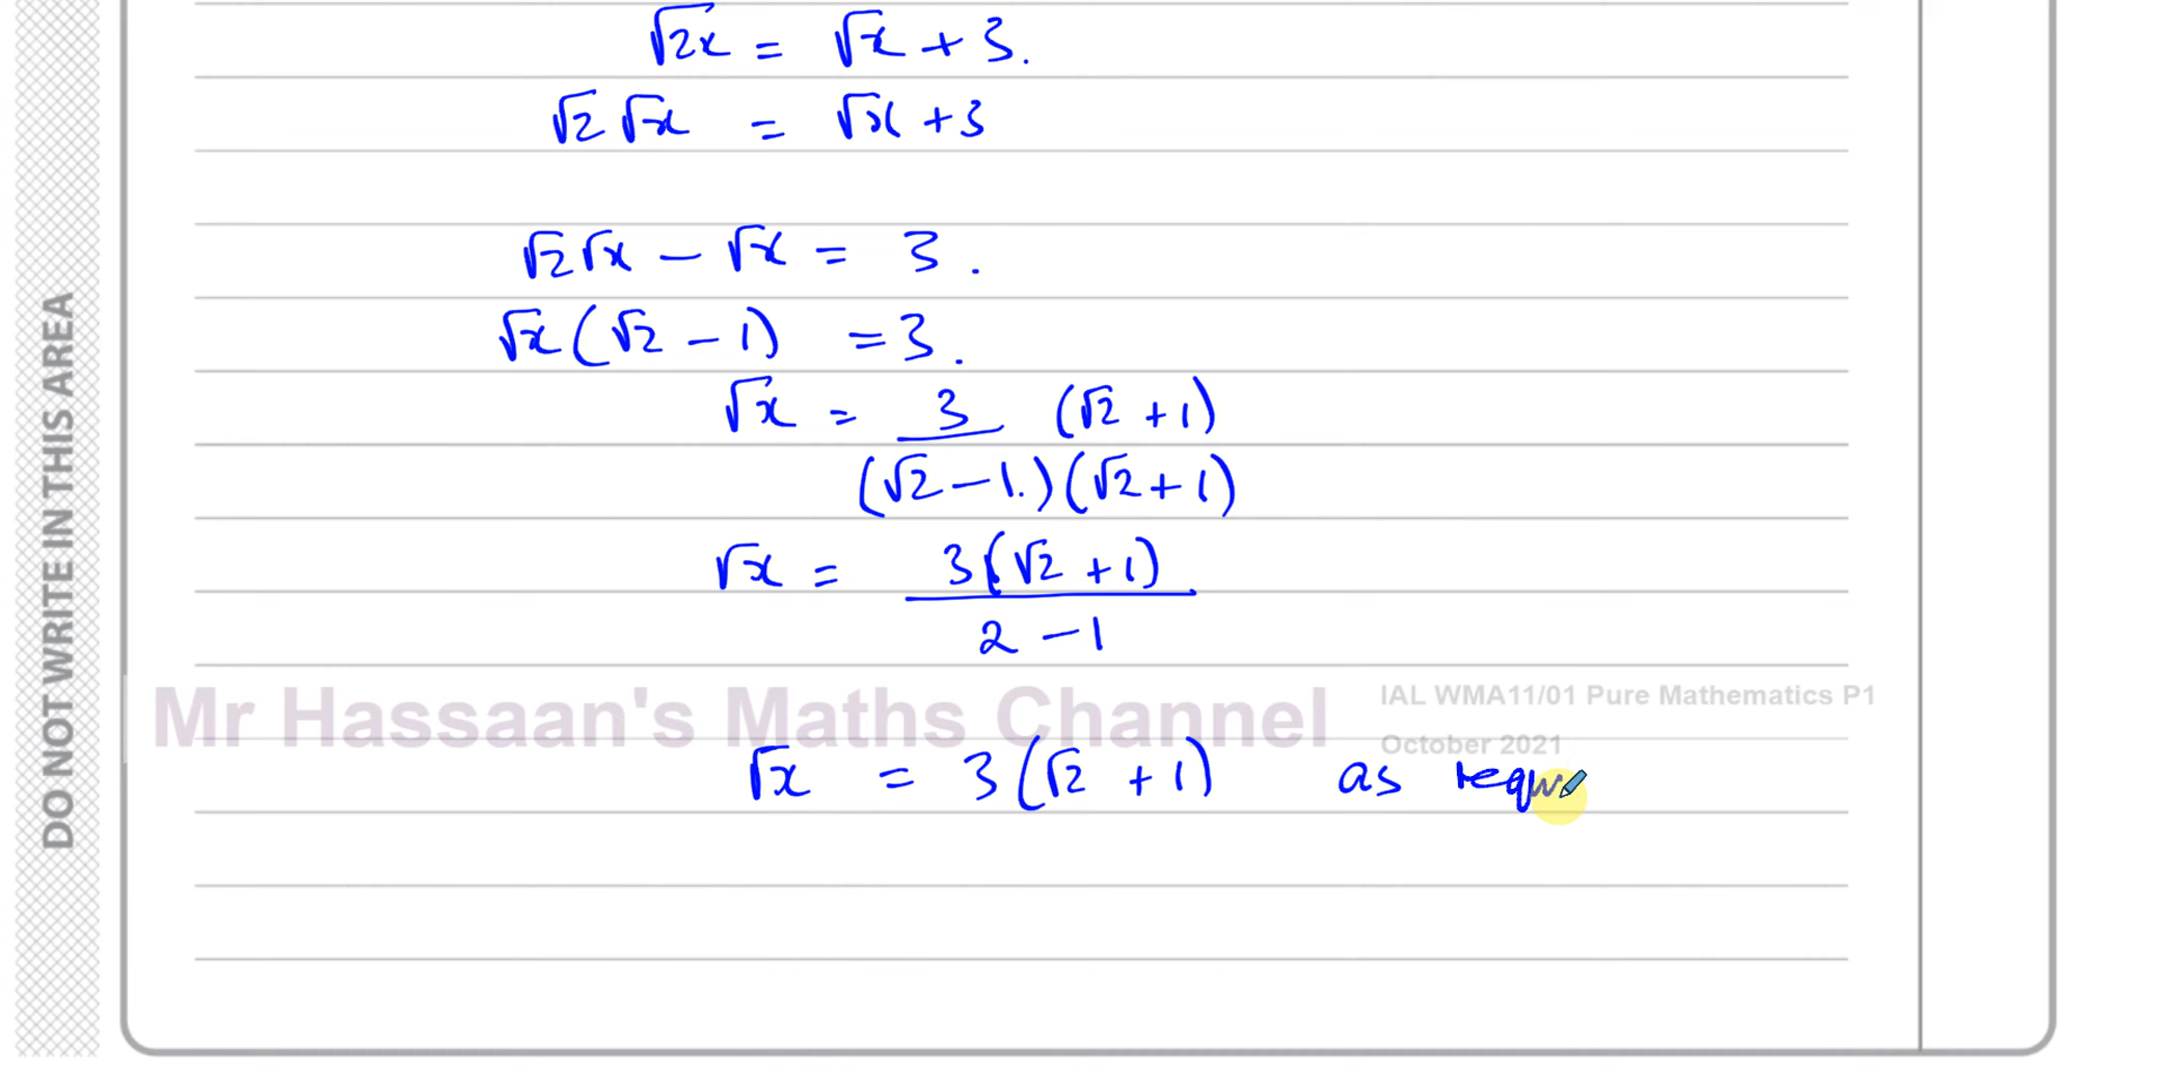 √2x = √x + 3.
√2 √x = √x + 3
√2 √x − √x = 3.
√x (√2 − 1) = 3.
√x = 3 (√2 + 1)
(√2 − 1.)(√2 + 1)
√x = 3(√2 + 1)
2 − 1
Mr Hassaan's Maths Channel
IAL WMA11/01 Pure Mathematics P1
October 2021
√x = 3(√2 + 1) as requ
DO NOT WRITE IN THIS AREA